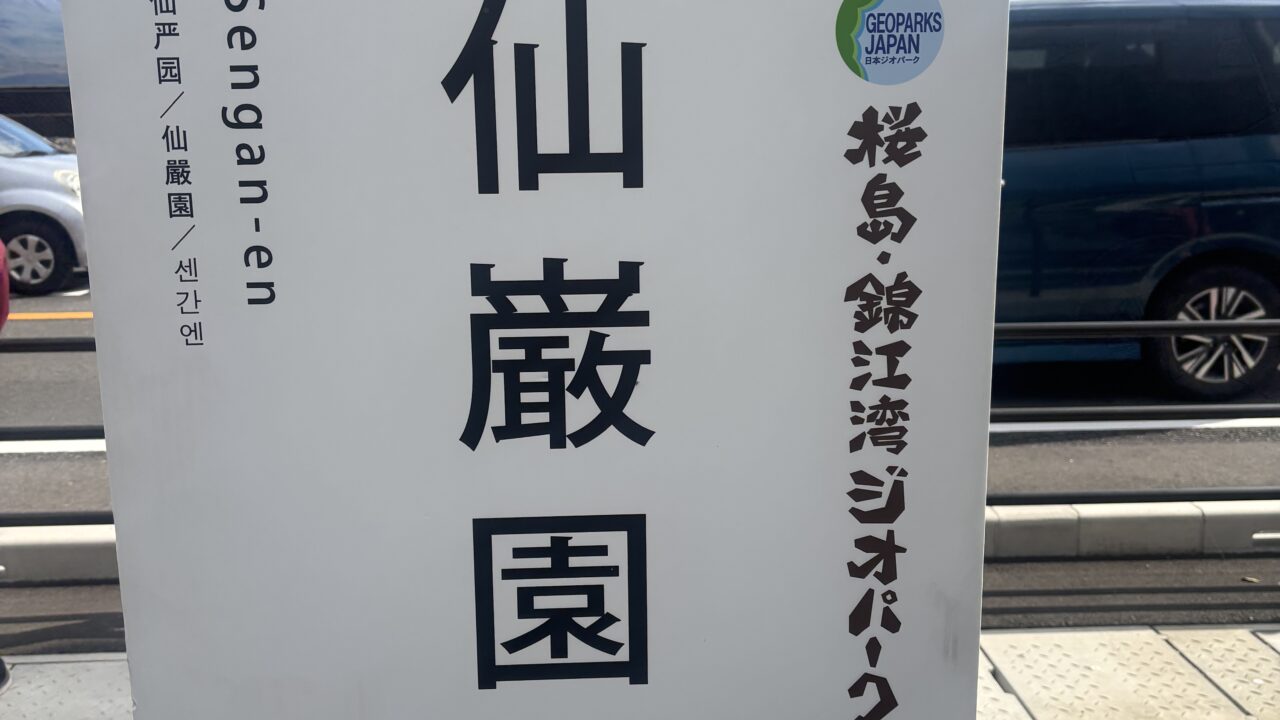 GEOPARKS
JAPAN
日本ジオパーク
桜島・錦江湾ジオパーク
仙巌園
Sengan-en
仙严园／仙嚴園／센간엔